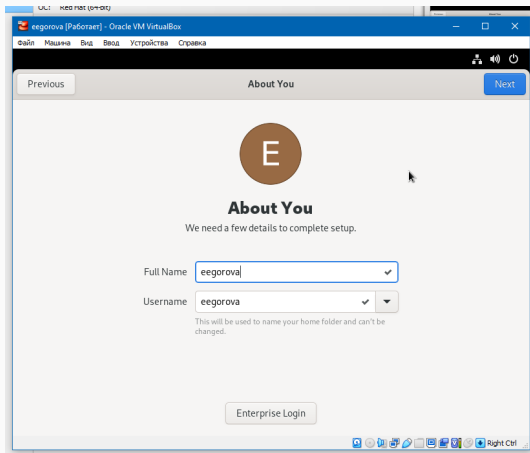 ОС: Red Hat (64-bit)
eegorova [Работает] - Oracle VM VirtualBox
Файл Машина Вид Ввод Устройства Справка
Previous About You Next
E
About You
We need a few details to complete setup.
Full Name eegorova
Username eegorova
This will be used to name your home folder and can't be
changed.
Enterprise Login
Right Ctrl